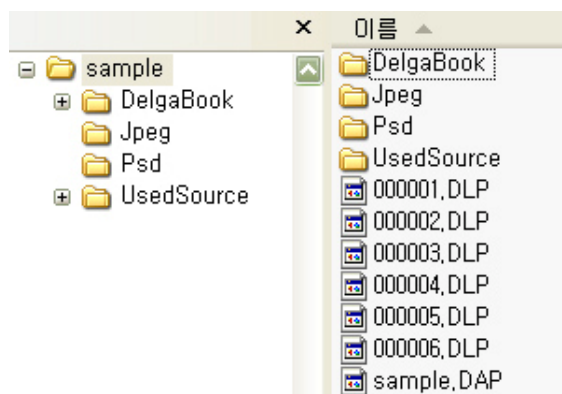 sample
DelgaBook
Jpeg
Psd
UsedSource
이름
DelgaBook
Jpeg
Psd
UsedSource
000001.DLP
000002.DLP
000003.DLP
000004.DLP
000005.DLP
000006.DLP
sample.DAP